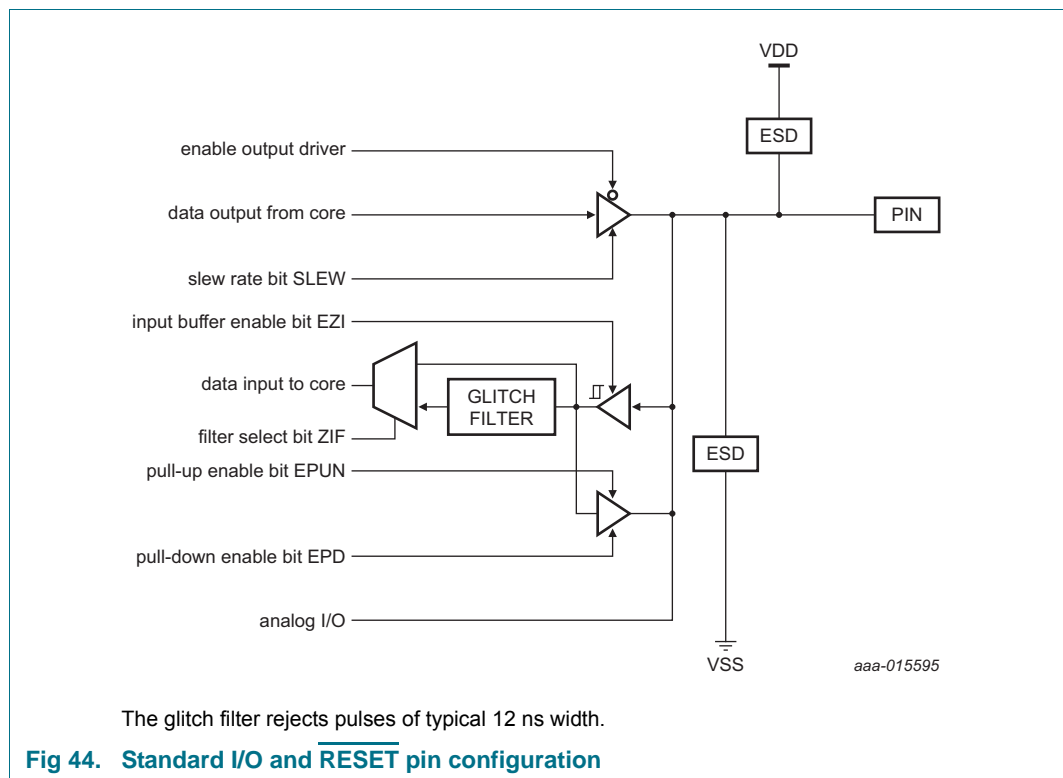 VDD
enable output driver
ESD
data output from core
PIN
slew rate bit SLEW
input buffer enable bit EZI
data input to core
GLITCH
FILTER
filter select bit ZIF
ESD
pull-up enable bit EPUN
pull-down enable bit EPD
analog I/O
VSS
aaa-015595
The glitch filter rejects pulses of typical 12 ns width.
Fig 44. Standard I/O and RESET pin configuration